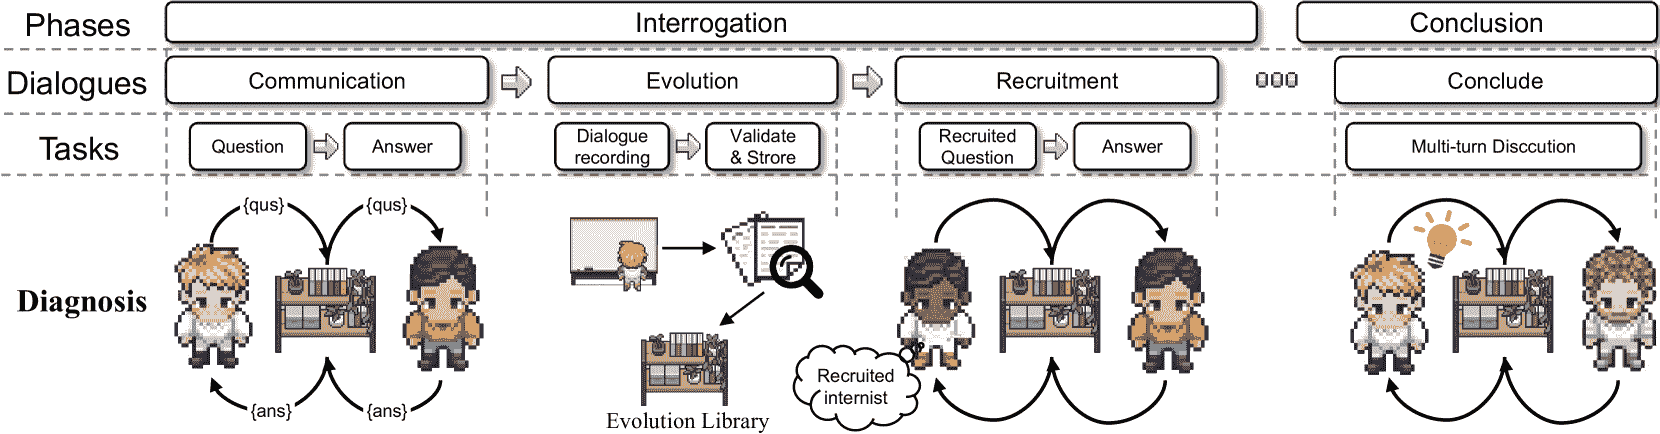 Phases
Interrogation
Conclusion
Dialogues
Communication
Evolution
Recruitment
Conclude
Tasks
Question
Answer
Dialogue
recording
Validate
& Strore
Recruited
Question
Answer
Multi-turn Disccution
Diagnosis
{qus}
{qus}
{ans}
{ans}
Evolution Library
Recruited
internist